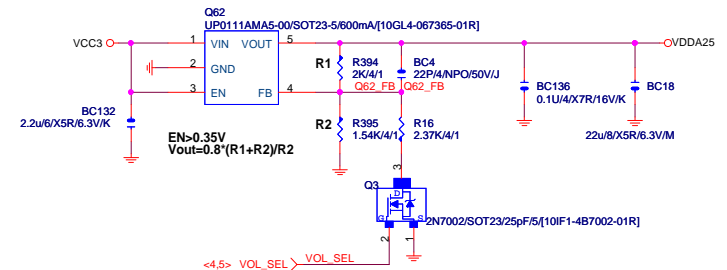 Q62
UP0111AMA5-00/SOT23-5/600mA/[10GL4-067365-01R]
VCC3
1
VIN
VOUT
5
VDDA25
2
GND
3
EN
FB
4
R1
R394
2K/4/1
BC4
22P/4/NPO/50V/J
Q62_FB
Q62_FB
BC136
0.1U/4/X7R/16V/K
BC18
22u/8/X5R/6.3V/M
BC132
2.2u/6/X5R/6.3V/K
R2
R395
1.54K/4/1
R16
2.37K/4/1
EN>0.35V
Vout=0.8*(R1+R2)/R2
3
Q3
D
G
S
2N7002/SOT23/25pF/5/[10IF1-4B7002-01R]
2
1
<4,5> VOL_SEL
VOL_SEL